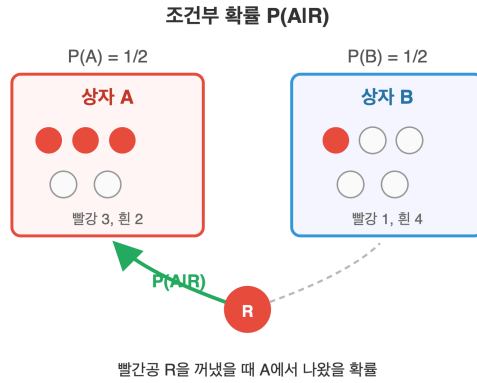 조건부 확률 P(A|R)
P(A) = 1/2
P(B) = 1/2
상자 A
상자 B
빨강 3, 흰 2
빨강 1, 흰 4
P(A|R)
R
빨간공 R을 꺼냈을 때 A에서 나왔을 확률